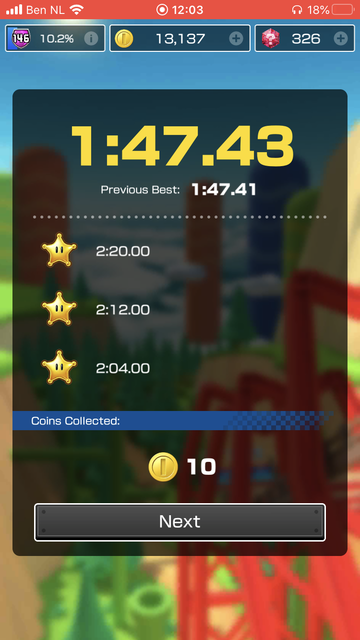 Ben NL 12:03 18%
146 10.2% i 13,137 + 326 +
1:47.43
Previous Best: 1:47.41
2:20.00
2:12.00
2:04.00
Coins Collected:
10
Next